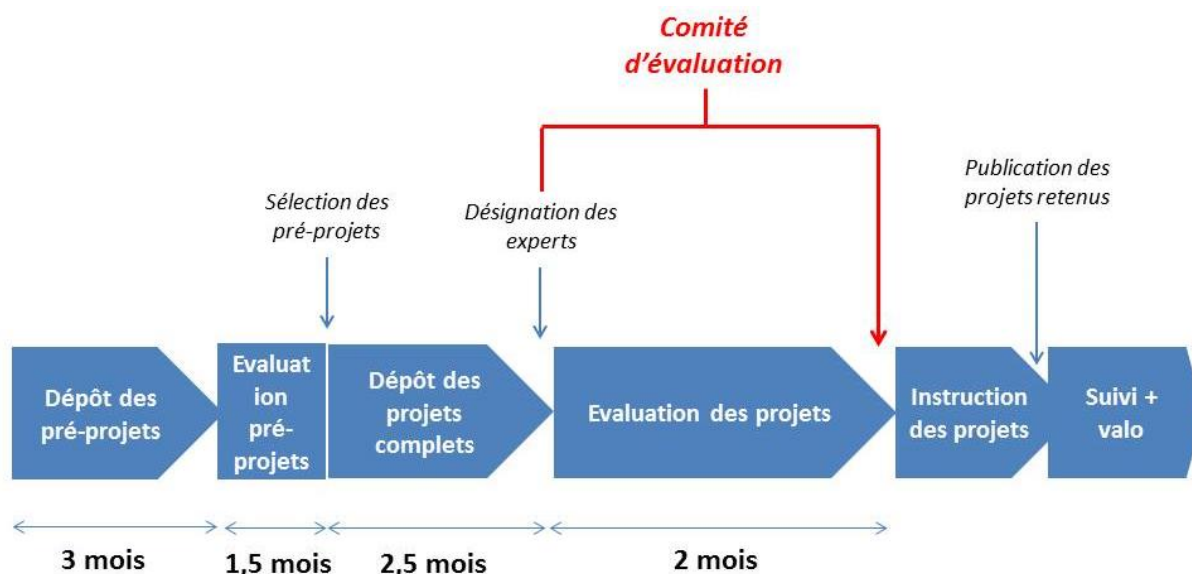 Comité
d'évaluation
Publication des
projets retenus
Sélection des
pré-projets
Désignation des
experts
Dépôt des
pré-projets
Evaluat
ion
pré-
projets
Dépôt des
projets
complets
Evaluation des projets
Instruction
des projets
Suivi +
valo
3 mois
1,5 mois
2,5 mois
2 mois